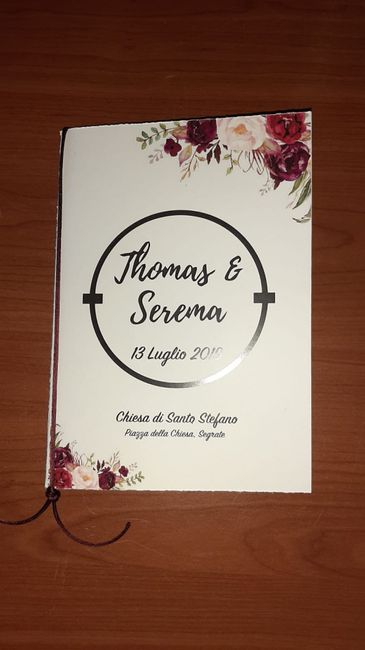 Thomas &
Serema
13 Luglio 2018
Chiesa di Santo Stefano
Piazza della Chiesa, Segrate